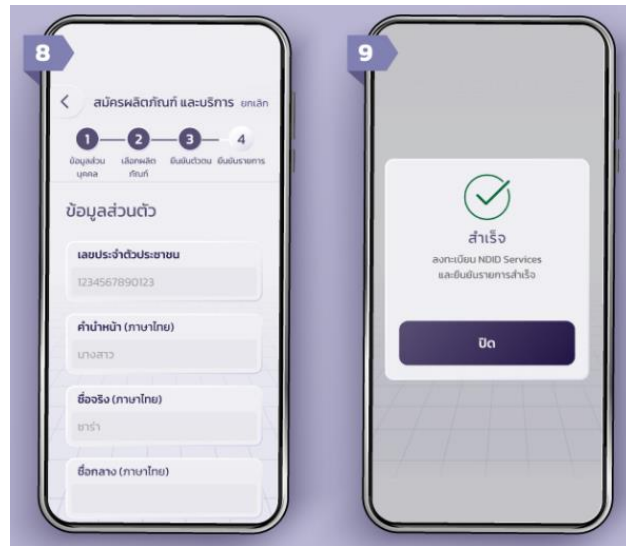 8
สมัครผลิตภัณฑ์ และบริการ ยกเลิก
1 2 3 4
ข้อมูลส่วน เลือกผลิต ยืนยันตัวตน ยืนยันรายการ
บุคคล ภัณฑ์
ข้อมูลส่วนตัว
เลขประจำตัวประชาชน
1234567890123
คำนำหน้า (ภาษาไทย)
นางสาว
ชื่อจริง (ภาษาไทย)
ซาร่า
ชื่อกลาง (ภาษาไทย)
9
สำเร็จ
ลงทะเบียน NDID Services
และยืนยันรายการสำเร็จ
ปิด